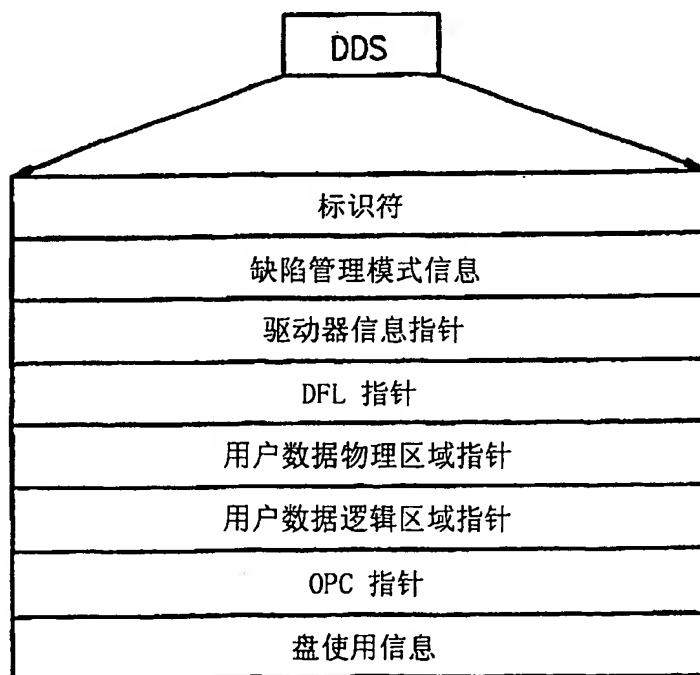 DDS
标识符
缺陷管理模式信息
驱动器信息指针
DFL 指针
用户数据物理区域指针
用户数据逻辑区域指针
OPC 指针
盘使用信息